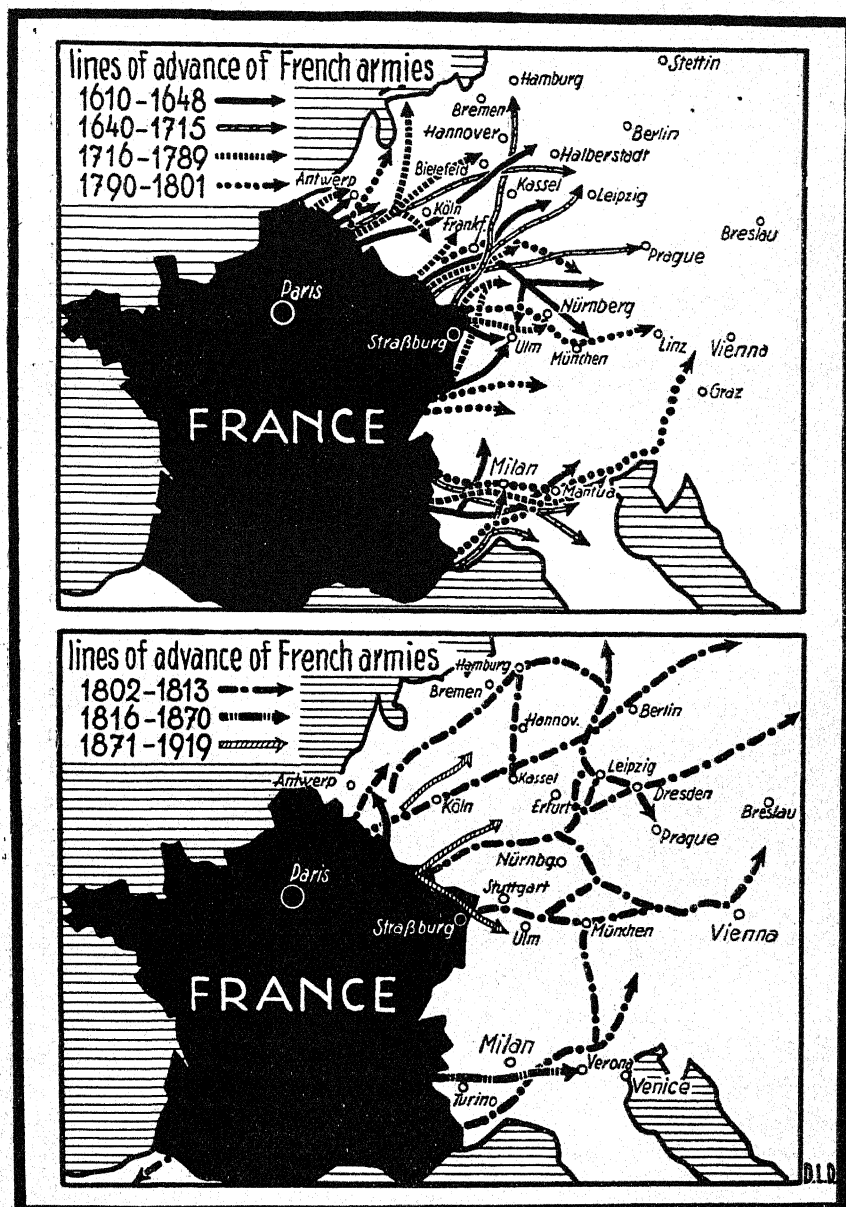 lines of advance of French armies
1610-1648
1640-1715
1716-1789
1790-1801
Stettin
Hamburg
Bremen
Hannover
Berlin
Halberstadt
Bielefeld
Antwerp
Kassel
Leipzig
Köln
Frankf.
Breslau
Prague
Paris
Nürnberg
Straßburg
Ulm
München
Linz
Vienna
Graz
FRANCE
Milan
Mantua
lines of advance of French armies
1802-1813
1816-1870
1871-1919
Hamburg
Bremen
Hannov.
Berlin
Antwerp
Köln
Kassel
Leipzig
Erfurt
Dresden
Breslau
Prague
Nürnbg.
Paris
Stuttgart
Straßburg
Ulm
München
Vienna
FRANCE
Milan
Verona
Turino
Venice
D.I.D